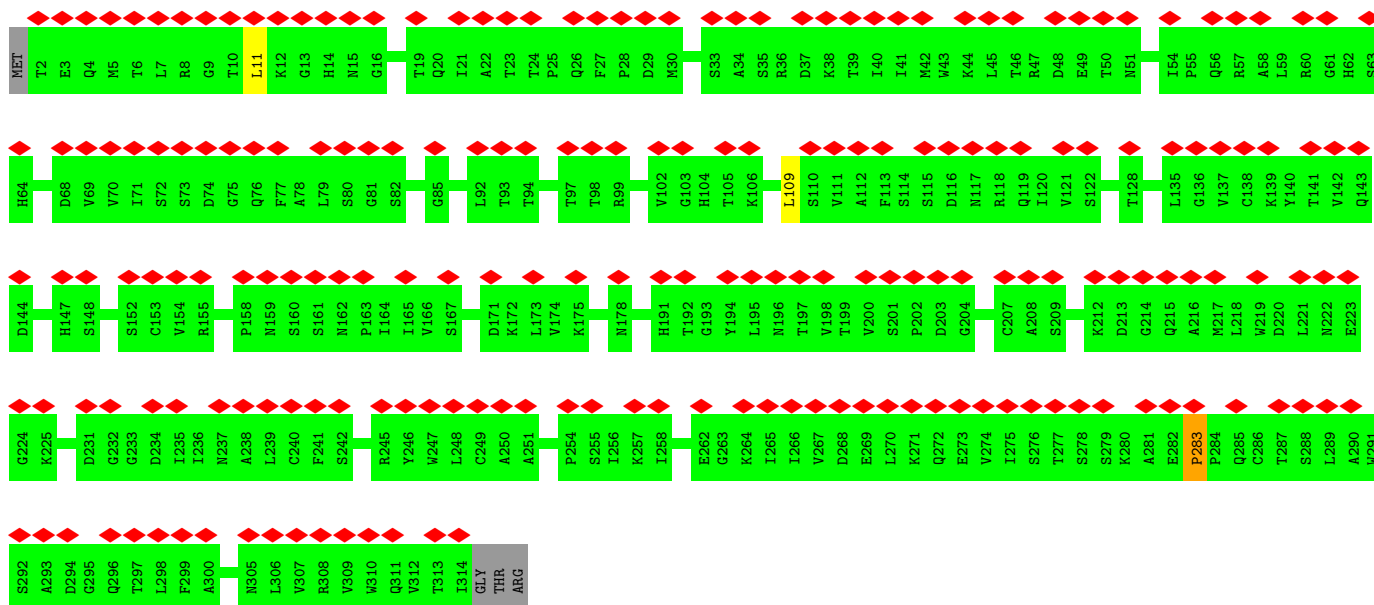 MET T2 E3 Q4 M5 T6 L7 R8 G9 T10 L11 K12 G13 H14 N15 G16 T19 Q20 I21 A22 T23 T24 P25 Q26 F27 P28 D29 M30 S33 A34 S35 R36 D37 K38 T39 I40 I41 M42 W43 K44 L45 T46 R47 D48 E49 T50 N51 I54 P55 Q56 R57 A58 L59 R60 G61 H62 S63
H64 D68 V69 V70 I71 S72 S73 D74 G75 Q76 F77 A78 L79 S80 G81 S82 G85 L92 T93 T94 T97 T98 R99 V102 G103 H104 T105 K106 L109 S110 V111 A112 F113 S114 S115 D116 N117 R118 Q119 I120 V121 S122 T128 L135 G136 V137 C138 K139 Y140 T141 V142 Q143
D144 H147 S148 S152 C153 V154 R155 P158 N159 S160 S161 N162 P163 I164 I165 V166 S167 D171 K172 L173 V174 K175 N178 H191 T192 G193 Y194 L195 N196 T197 V198 T199 V200 S201 P202 D203 G204 C207 A208 S209 K212 D213 G214 Q215 A216 M217 L218 W219 D220 L221 N222 E223
G224 K225 D231 G232 G233 D234 I235 I236 N237 A238 L239 C240 F241 S242 R245 Y246 W247 L248 C249 A250 A251 P254 S255 I256 K257 I258 E262 G263 K264 I265 I266 V267 D268 E269 L270 K271 Q272 E273 V274 I275 S276 T277 S278 S279 K280 A281 E282 P283 P284 Q285 C286 T287 S288 L289 A290 W291
S292 A293 D294 G295 Q296 T297 L298 F299 A300 N305 L306 V307 R308 V309 W310 Q311 V312 T313 I314 GLY THR ARG